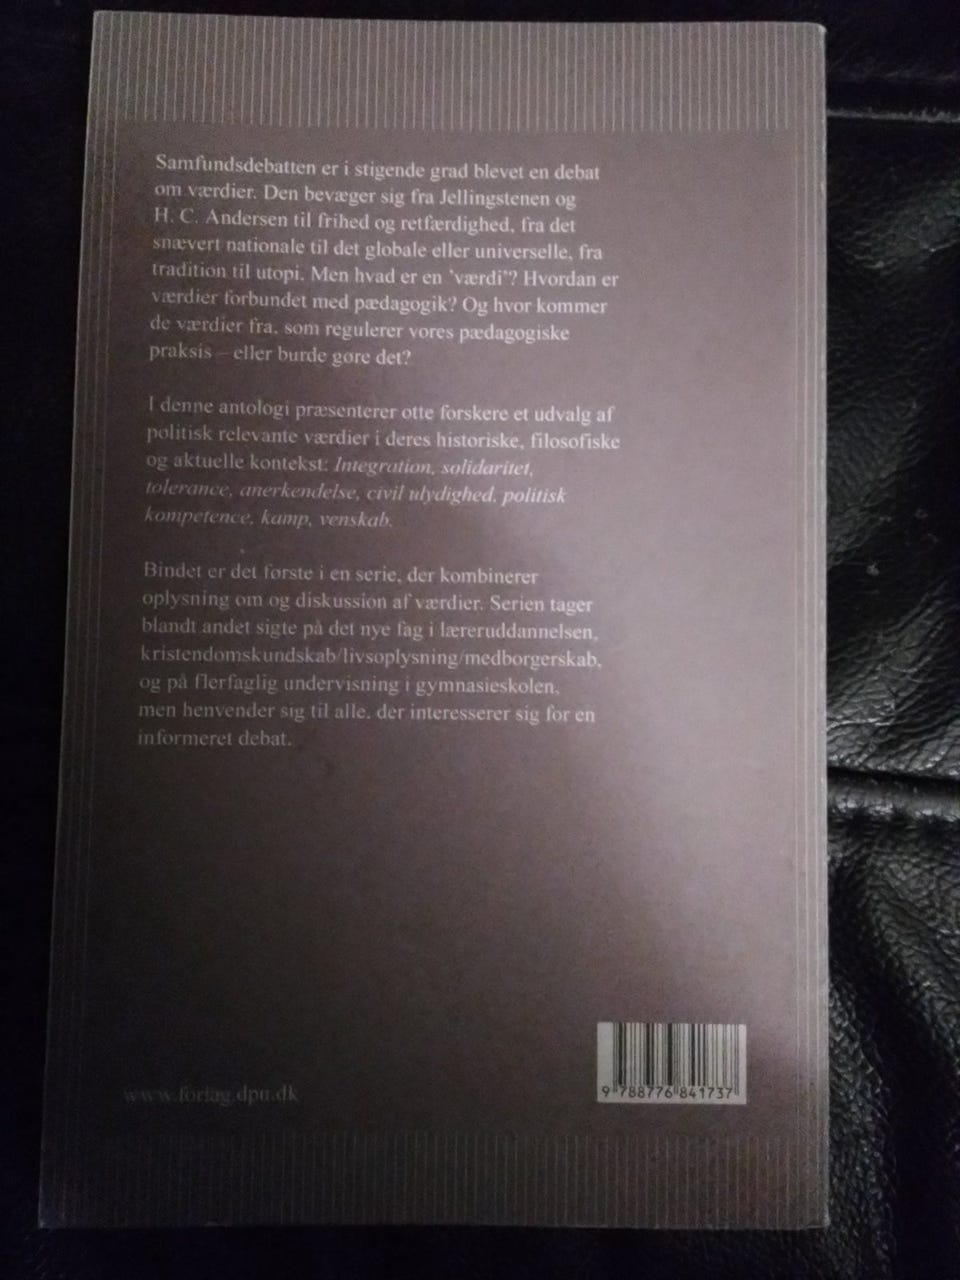 Samfundsdebatten er i stigende grad blevet en debat
om værdier. Den bevæger sig fra Jellingstenen og
H. C. Andersen til frihed og retfærdighed, fra det
snævert nationale til det globale eller universelle, fra
tradition til utopi. Men hvad er en 'værdi'? Hvordan er
værdier forbundet med pædagogik? Og hvor kommer
de værdier fra, som regulerer vores pædagogiske
praksis – eller burde gøre det?
I denne antologi præsenterer otte forskere et udvalg af
politisk relevante værdier i deres historiske, filosofiske
og aktuelle kontekst: Integration, solidaritet,
tolerance, anerkendelse, civil ulydighed, politisk
kompetence, kamp, venskab.
Bindet er det første i en serie, der kombinerer
oplysning om og diskussion af værdier. Serien tager
blandt andet sigte på det nye fag i læreruddannelsen,
kristendomskundskab/livsoplysning/medborgerskab,
og på flerfaglig undervisning i gymnasieskolen,
men henvender sig til alle, der interesserer sig for en
informeret debat.
www.forlag.dpu.dk
9 788776 841737